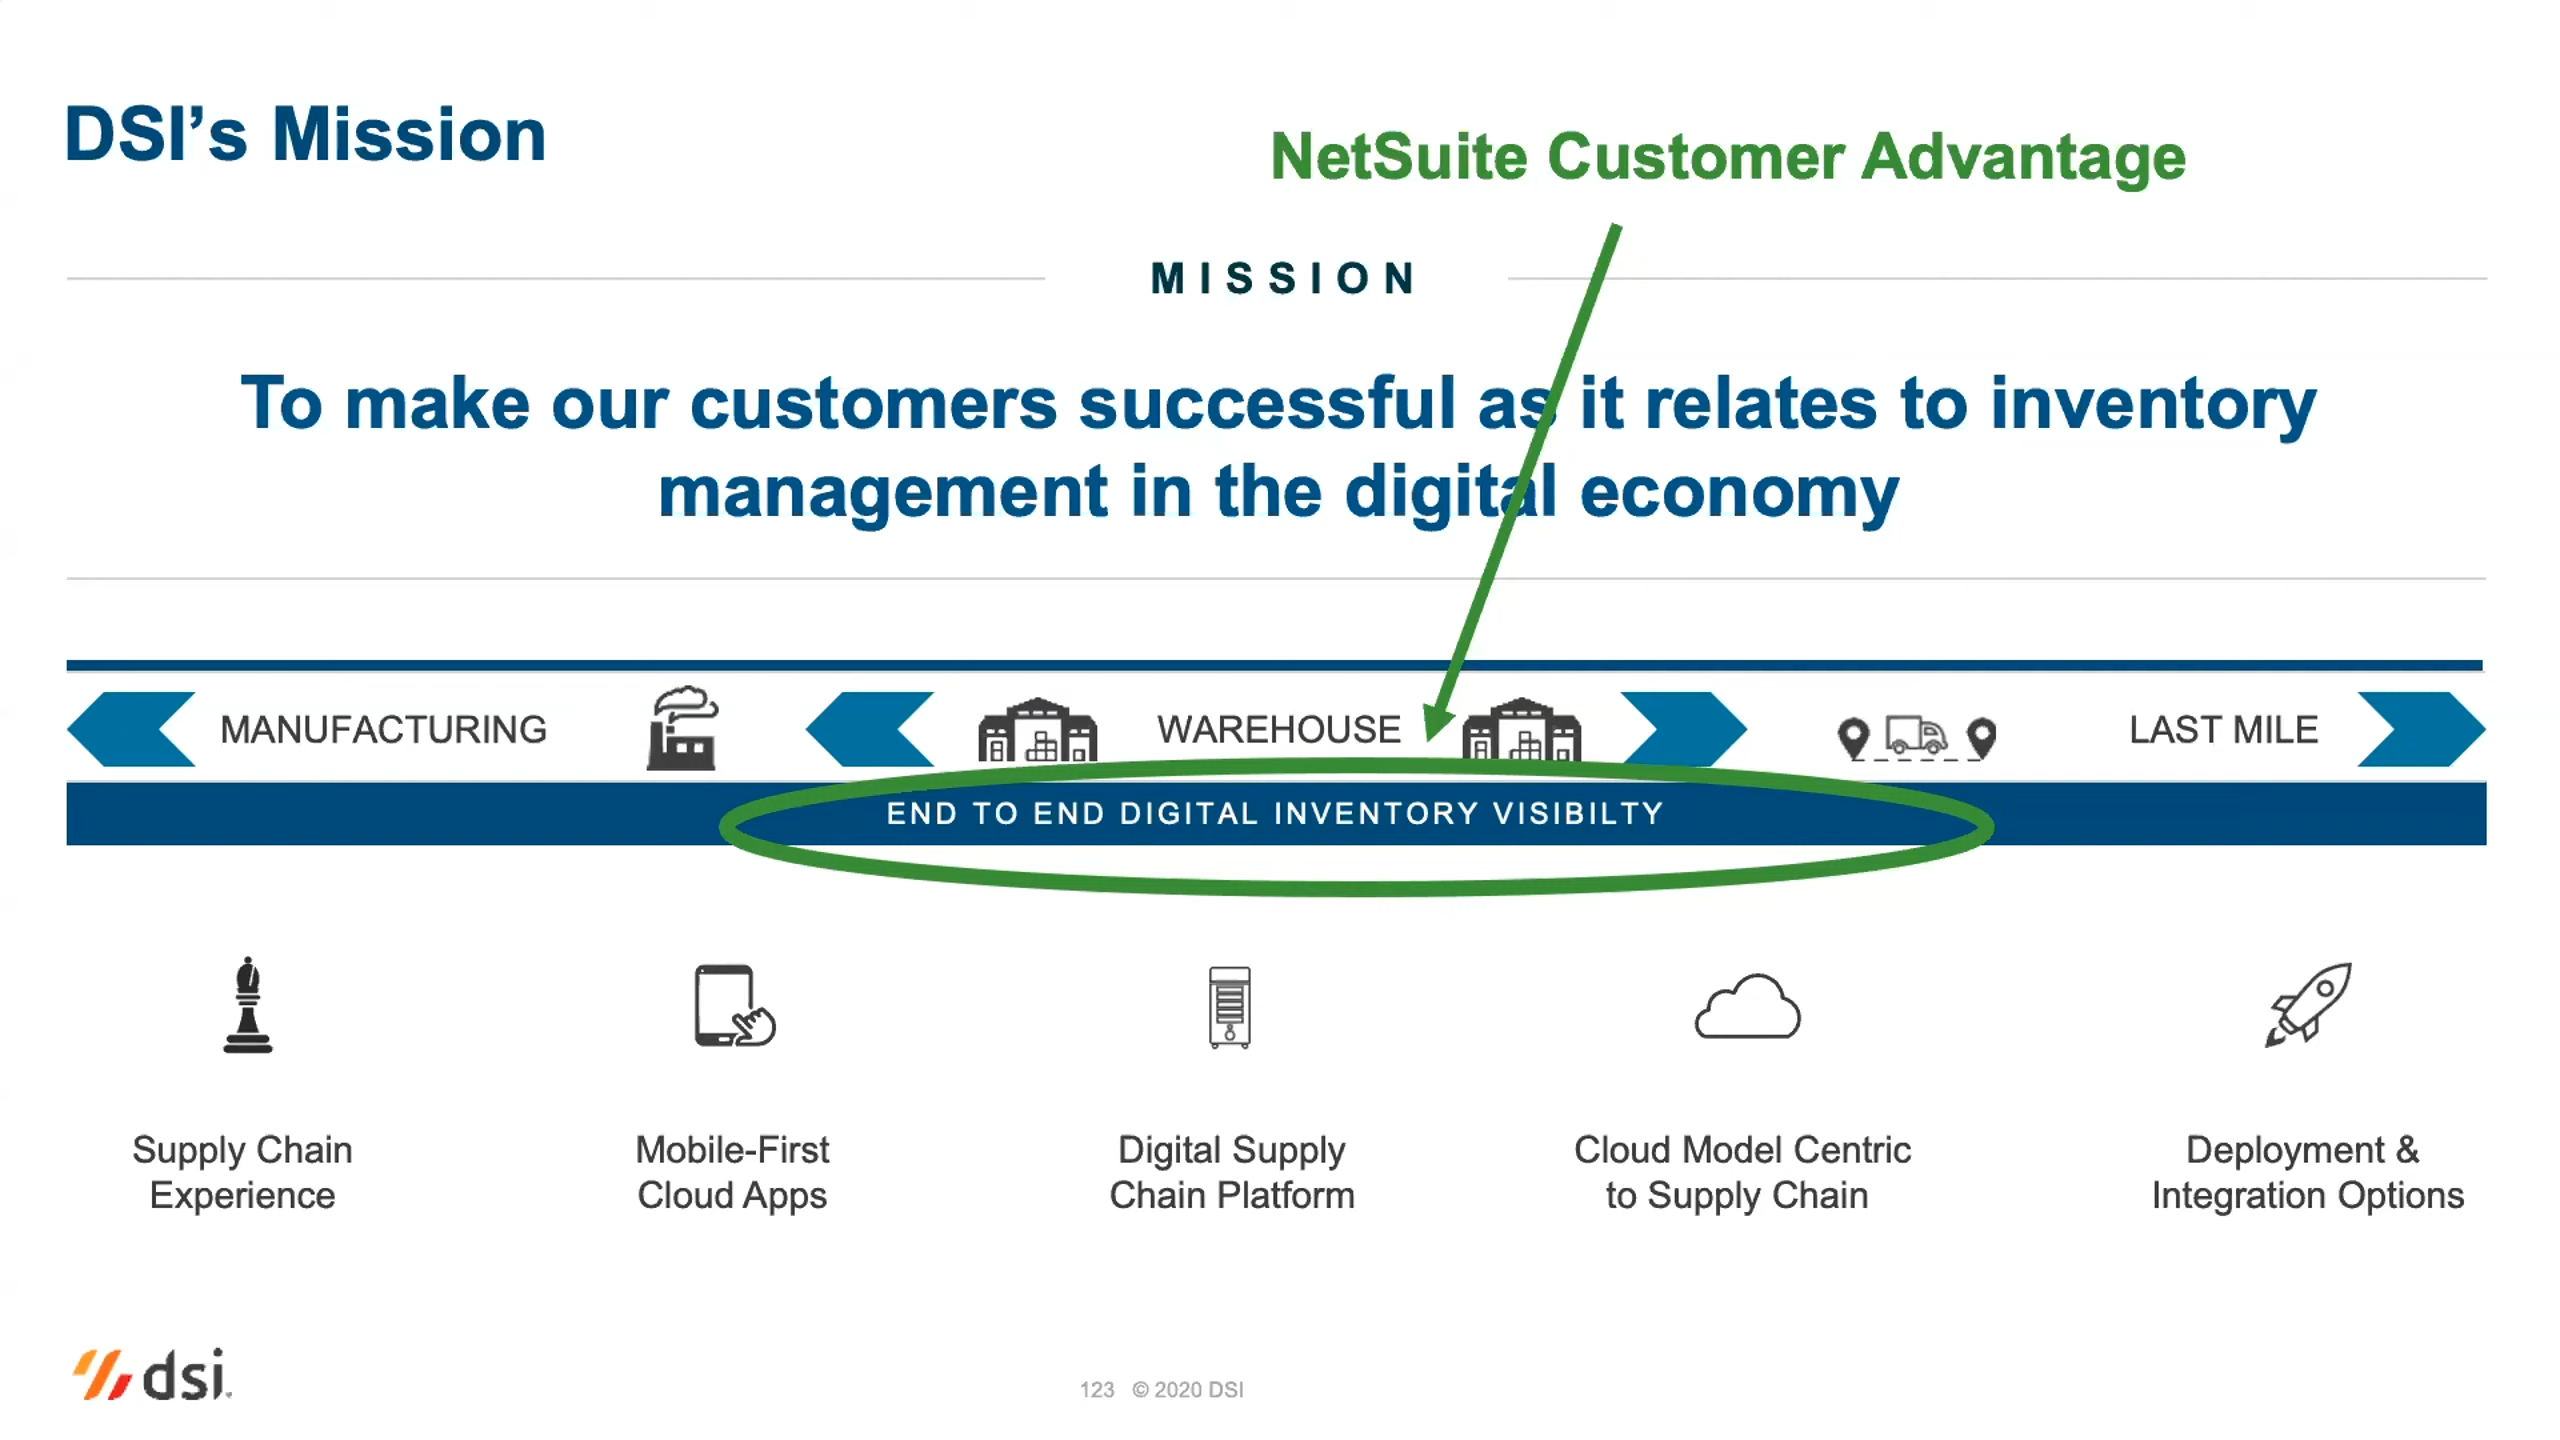 DSI’s Mission
NetSuite Customer Advantage
MISSION
To make our customers successful as it relates to inventory
management in the digital economy
MANUFACTURING
WAREHOUSE
LAST MILE
END TO END DIGITAL INVENTORY VISIBILTY
Supply Chain
Experience
Mobile-First
Cloud Apps
Digital Supply
Chain Platform
Cloud Model Centric
to Supply Chain
Deployment &
Integration Options
dsi.
123 © 2020 DSI